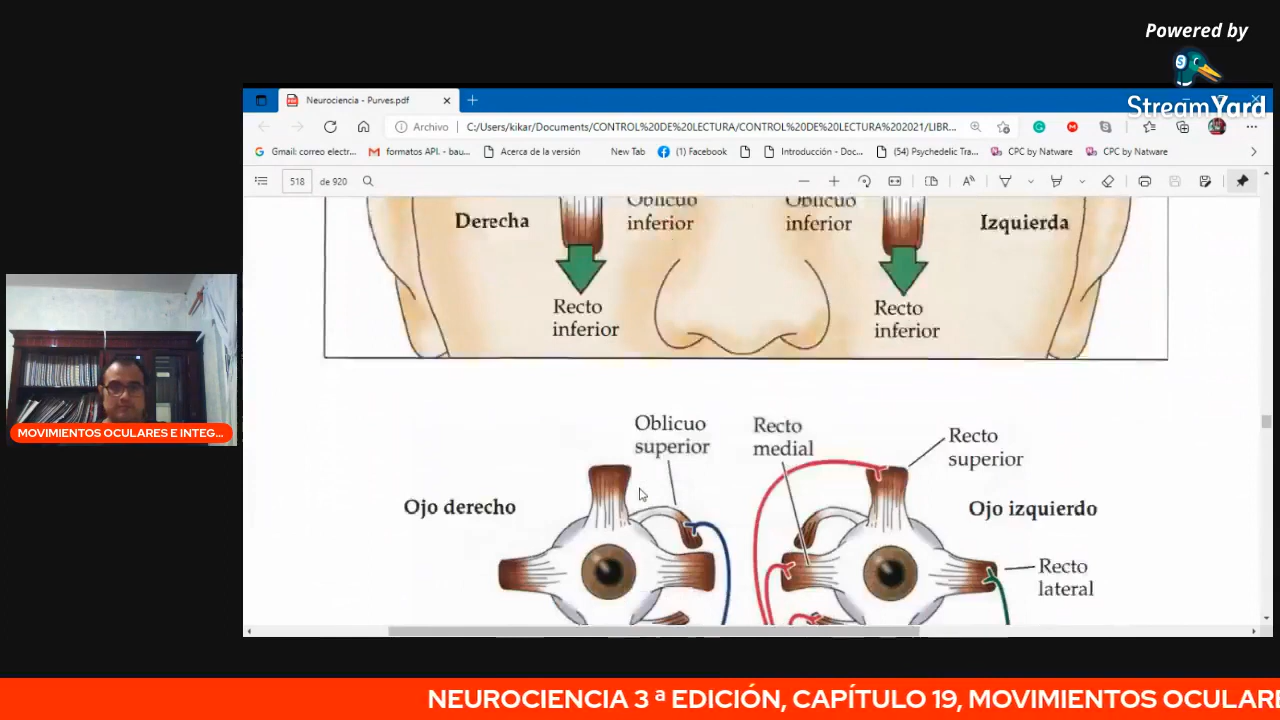 Powered by
StreamYard
Neurociencia - Purves.pdf
Archivo
C:/Users/kikar/Documents/CONTROL%20DE%20LECTURA/CONTROL%20DE%20LECTURA%202021/LIBR...
Gmail: correo electr...
formatos API. - bau...
Acerca de la versión
New Tab
(1) Facebook
Introducción - Doc...
(54) Psychedelic Tra...
CPC by Natware
CPC by Natware
518
de 920
Derecha
Oblicuo
inferior
Oblicuo
inferior
Izquierda
Recto
inferior
Recto
inferior
Oblicuo
superior
Recto
medial
Recto
superior
Ojo derecho
Ojo izquierdo
Recto
lateral
MOVIMIENTOS OCULARES E INTEG...
NEUROCIENCIA 3 ª EDICIÓN, CAPÍTULO 19, MOVIMIENTOS OCULARE